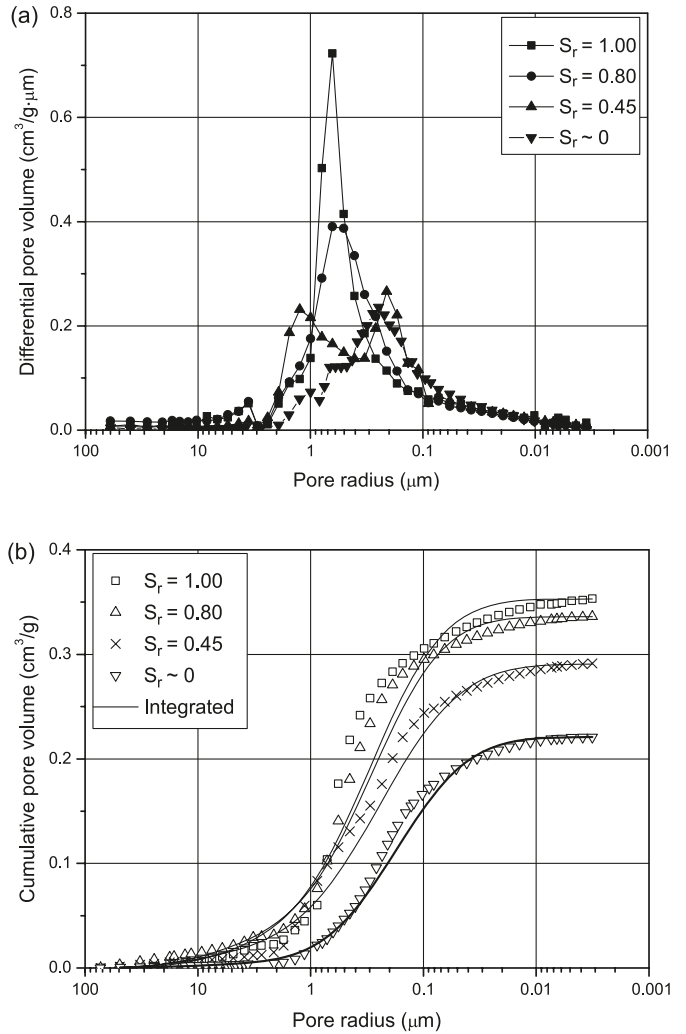 (a)
0.8
0.6
0.4
0.2
0.0
Differential pore volume (cm³/g·μm)
S_r = 1.00
S_r = 0.80
S_r = 0.45
S_r ~ 0
100 10 1 0.1 0.01 0.001
Pore radius (μm)
(b)
0.4
0.3
0.2
0.1
0.0
Cumulative pore volume (cm³/g)
S_r = 1.00
S_r = 0.80
S_r = 0.45
S_r ~ 0
Integrated
100 10 1 0.1 0.01 0.001
Pore radius (μm)